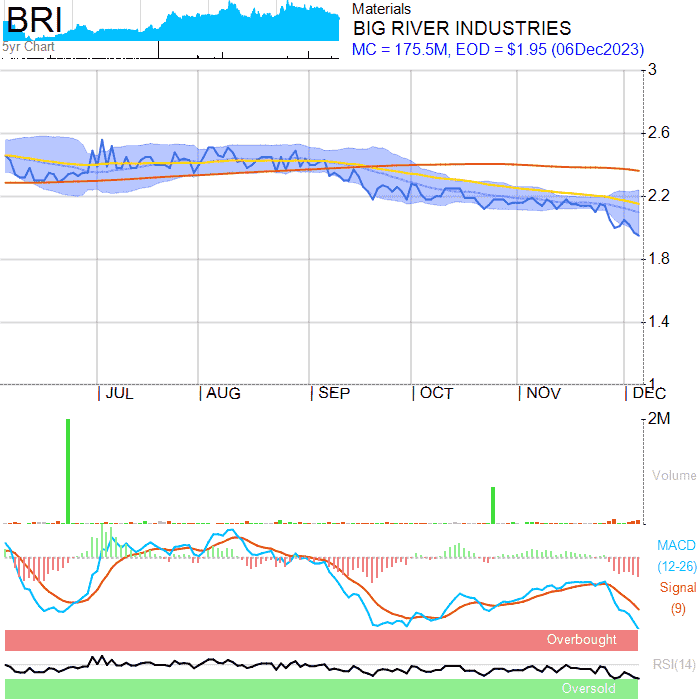 BRI
Materials
BIG RIVER INDUSTRIES
5yr Chart
MC = 175.5M, EOD = $1.95 (06Dec2023)
3
2.6
2.2
1.8
1.4
1
JUL
AUG
SEP
OCT
NOV
DEC
2M
Volume
MACD
(12-26)
Signal
(9)
Overbought
RSI(14)
Oversold